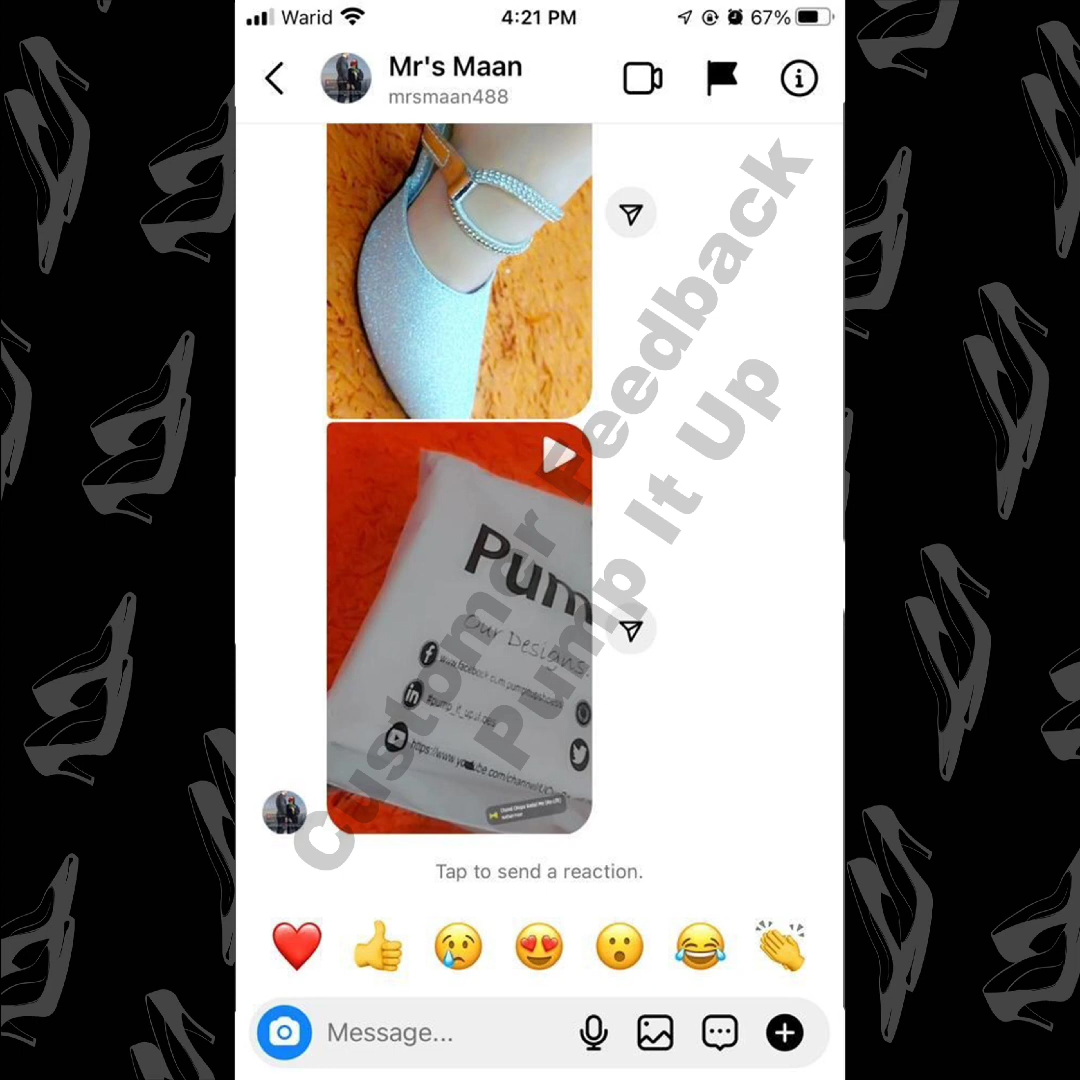 Warid
4:21 PM
67%
Mr's Maan
mrsmaan488
Customer Feedback
Pump It Up
Pum
Our Designs
Tap to send a reaction.
Message...